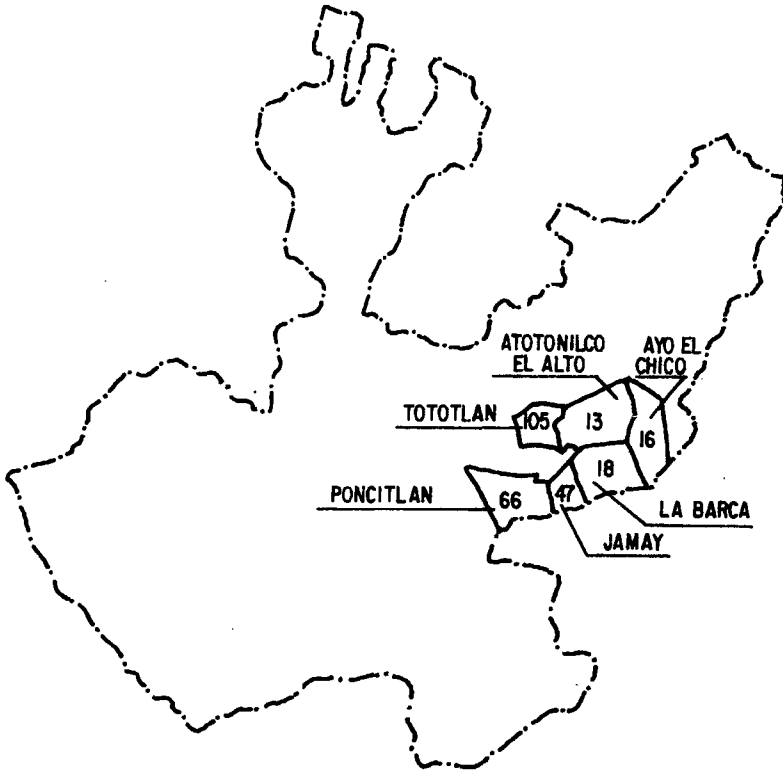 ATOTONILCO
EL ALTO
AYO EL
CHICO
TOTOTLAN
105
13
16
18
PONCITLAN
66
47
LA BARCA
JAMAY